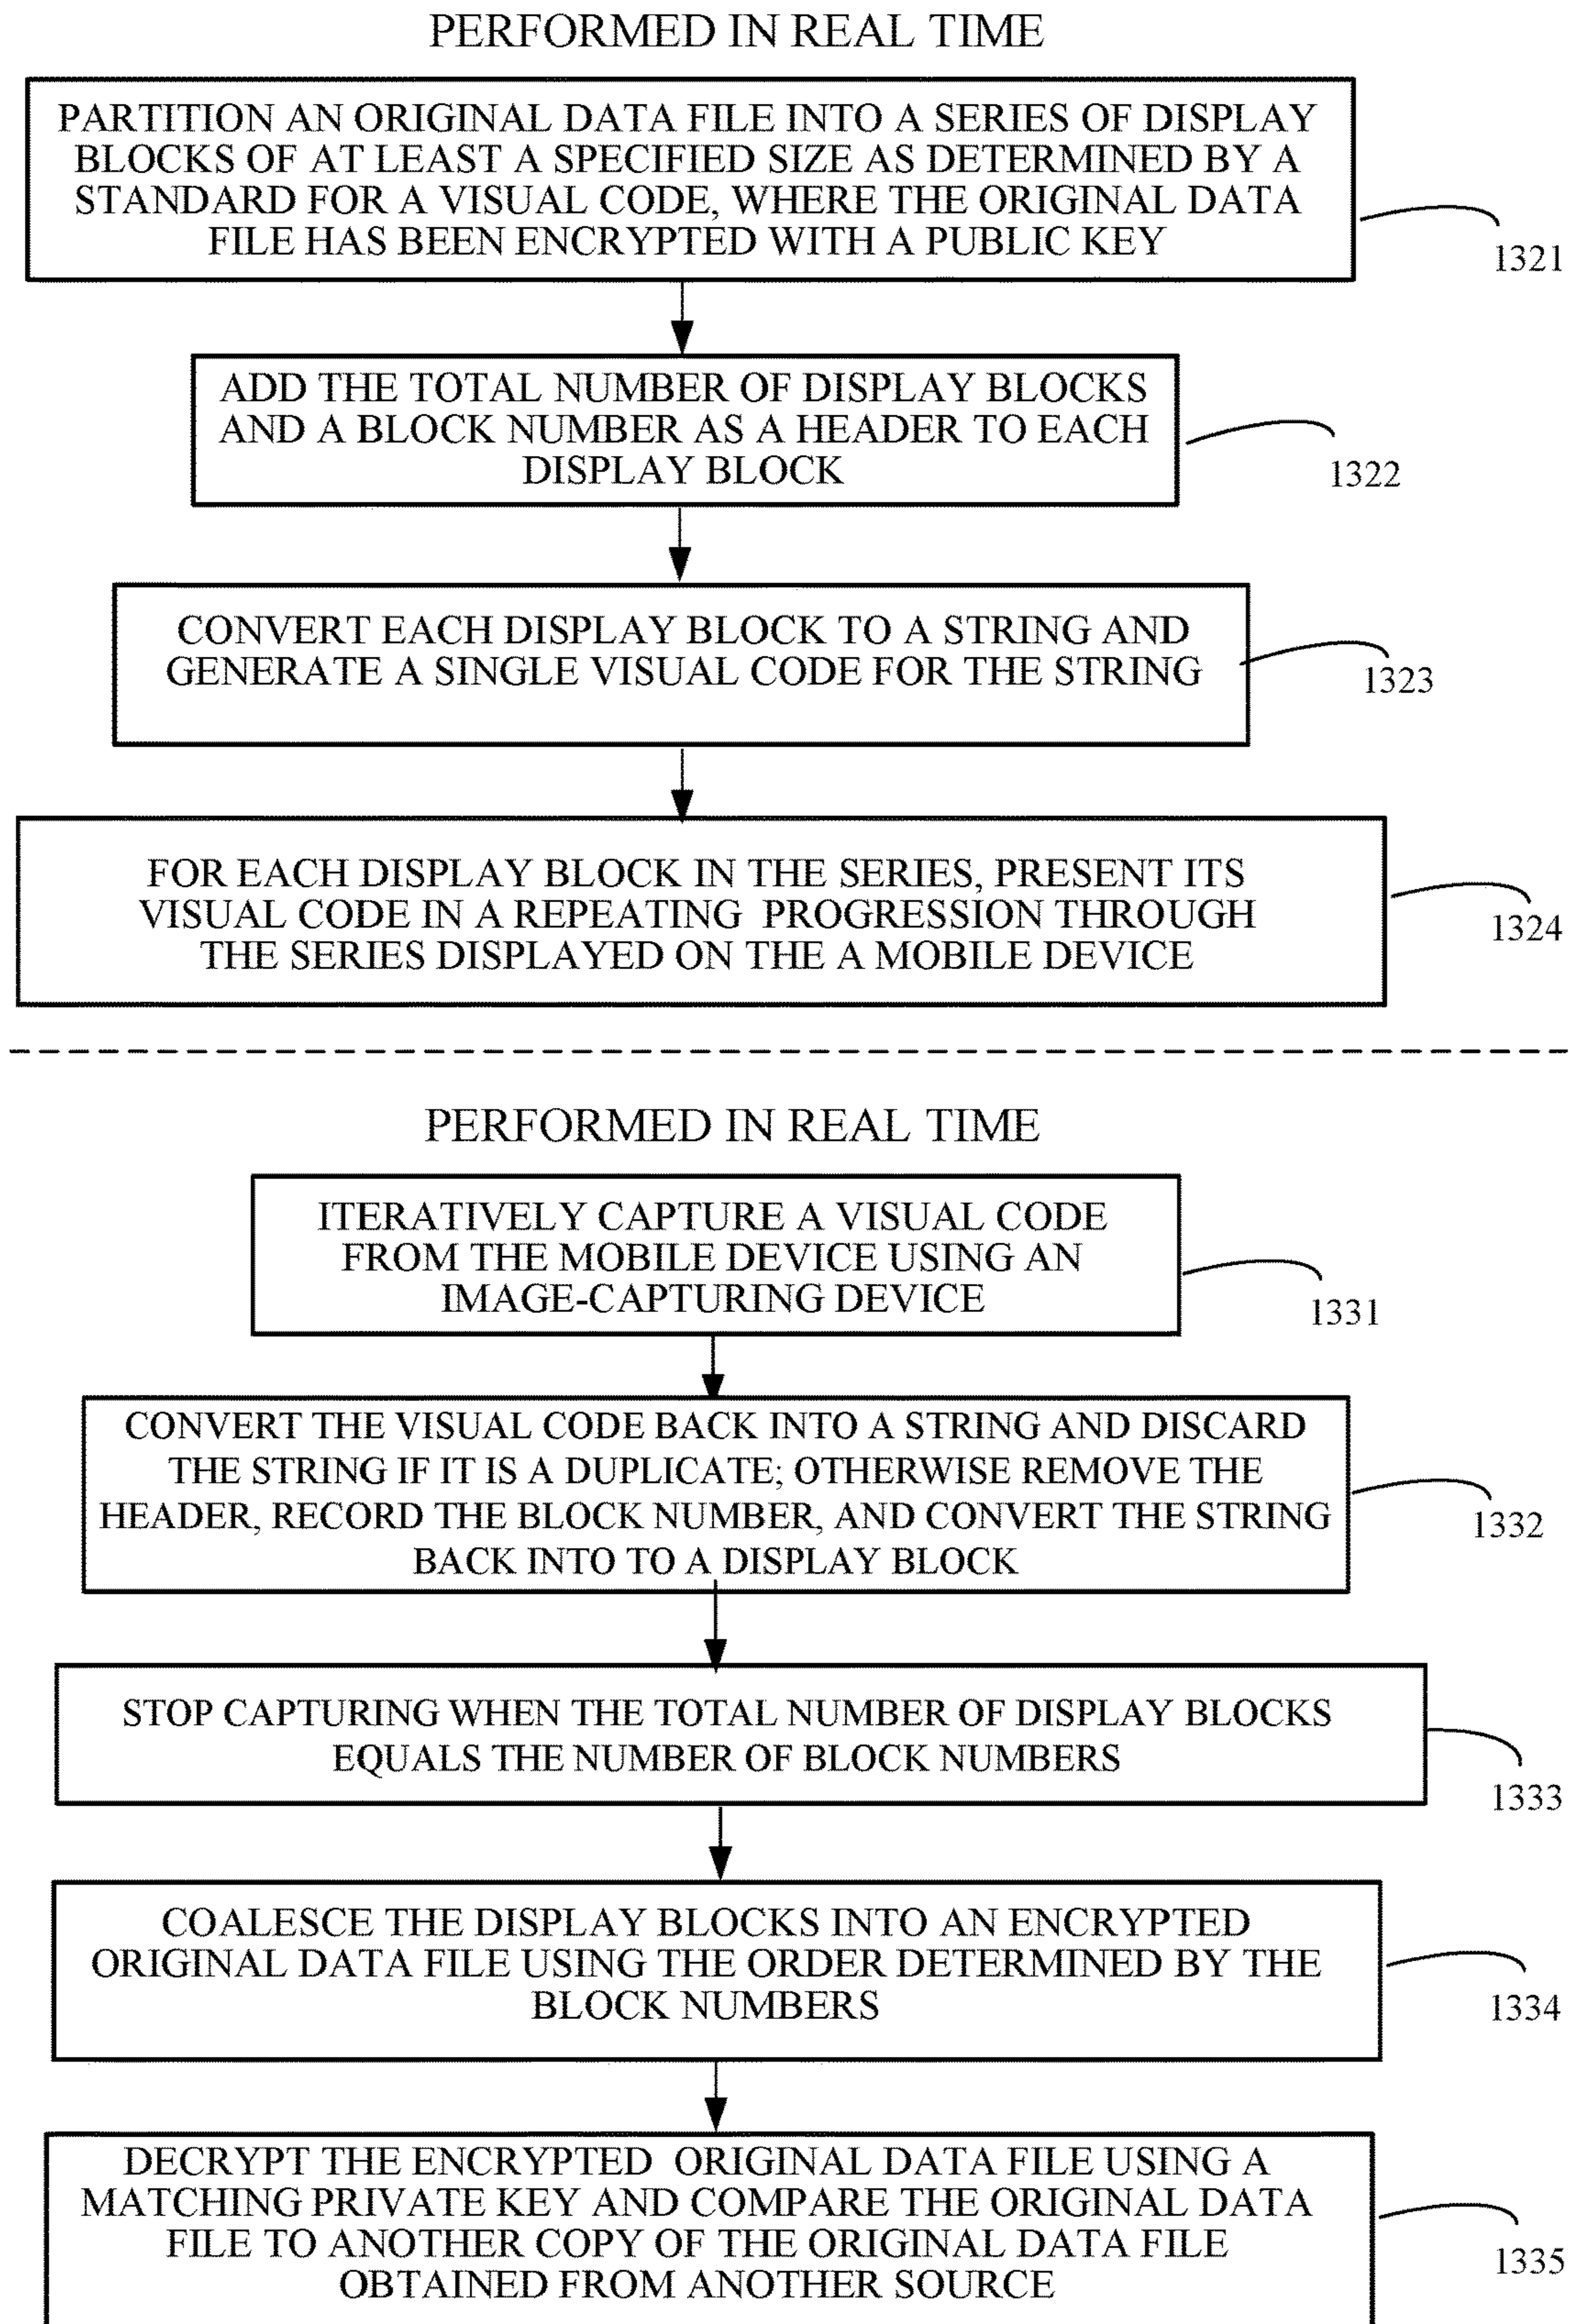 PERFORMED IN REAL TIME
PARTITION AN ORIGINAL DATA FILE INTO A SERIES OF DISPLAY
BLOCKS OF AT LEAST A SPECIFIED SIZE AS DETERMINED BY A
STANDARD FOR A VISUAL CODE, WHERE THE ORIGINAL DATA
FILE HAS BEEN ENCRYPTED WITH A PUBLIC KEY
1321
ADD THE TOTAL NUMBER OF DISPLAY BLOCKS
AND A BLOCK NUMBER AS A HEADER TO EACH
DISPLAY BLOCK
1322
CONVERT EACH DISPLAY BLOCK TO A STRING AND
GENERATE A SINGLE VISUAL CODE FOR THE STRING
1323
FOR EACH DISPLAY BLOCK IN THE SERIES, PRESENT ITS
VISUAL CODE IN A REPEATING PROGRESSION THROUGH
THE SERIES DISPLAYED ON THE A MOBILE DEVICE
1324
PERFORMED IN REAL TIME
ITERATIVELY CAPTURE A VISUAL CODE
FROM THE MOBILE DEVICE USING AN
IMAGE-CAPTURING DEVICE
1331
CONVERT THE VISUAL CODE BACK INTO A STRING AND DISCARD
THE STRING IF IT IS A DUPLICATE; OTHERWISE REMOVE THE
HEADER, RECORD THE BLOCK NUMBER, AND CONVERT THE STRING
BACK INTO TO A DISPLAY BLOCK
1332
STOP CAPTURING WHEN THE TOTAL NUMBER OF DISPLAY BLOCKS
EQUALS THE NUMBER OF BLOCK NUMBERS
1333
COALESCE THE DISPLAY BLOCKS INTO AN ENCRYPTED
ORIGINAL DATA FILE USING THE ORDER DETERMINED BY THE
BLOCK NUMBERS
1334
DECRYPT THE ENCRYPTED ORIGINAL DATA FILE USING A
MATCHING PRIVATE KEY AND COMPARE THE ORIGINAL DATA
FILE TO ANOTHER COPY OF THE ORIGINAL DATA FILE
OBTAINED FROM ANOTHER SOURCE
1335